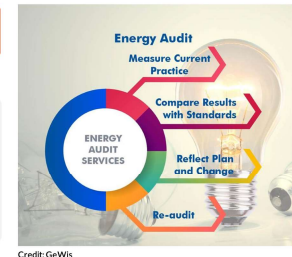 Energy Audit
Measure Current
Practice
Compare Results
with Standards
ENERGY
AUDIT
SERVICES
Reflect Plan
and Change
Re-audit
Credit: GeWis